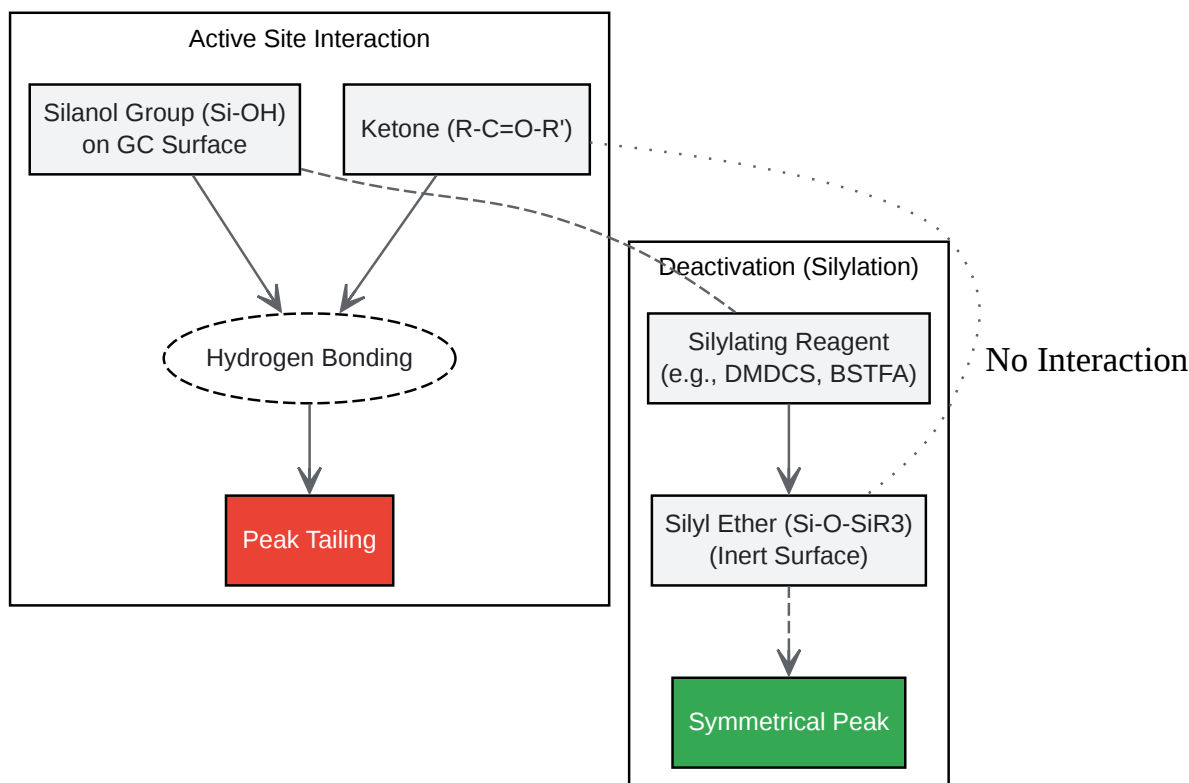 Active Site Interaction
Silanol Group (Si-OH)
on GC Surface
Ketone (R-C=O-R')
Hydrogen Bonding
Peak Tailing
Deactivation (Silylation)
Silylating Reagent
(e.g., DMDCS, BSTFA)
No Interaction
Silyl Ether (Si-O-SiR3)
(Inert Surface)
Symmetrical Peak